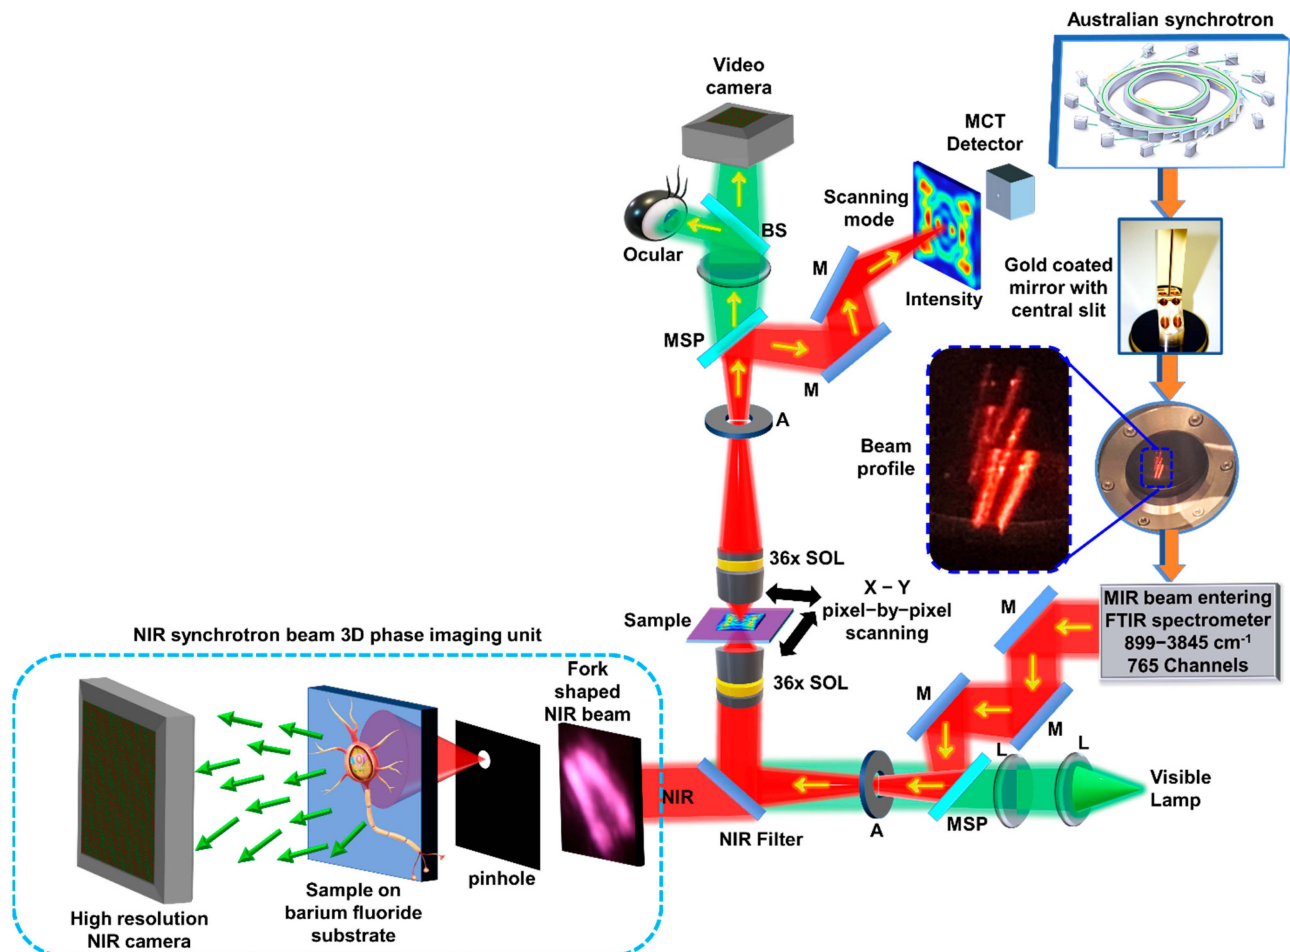 Australian synchrotron
Video
camera
MCT
Detector
Scanning
mode
BS
Ocular
M
Intensity
Gold coated
mirror with
central slit
MSP
M
A
Beam
profile
36x SOL
X − Y
pixel−by−pixel
scanning
Sample
M
MIR beam entering
FTIR spectrometer
899−3845 cm⁻¹
765 Channels
NIR synchrotron beam 3D phase imaging unit
Fork
shaped
NIR beam
36x SOL
M
M
L
L
NIR
Visible
Lamp
MSP
A
NIR Filter
pinhole
Sample on
barium fluoride
substrate
High resolution
NIR camera